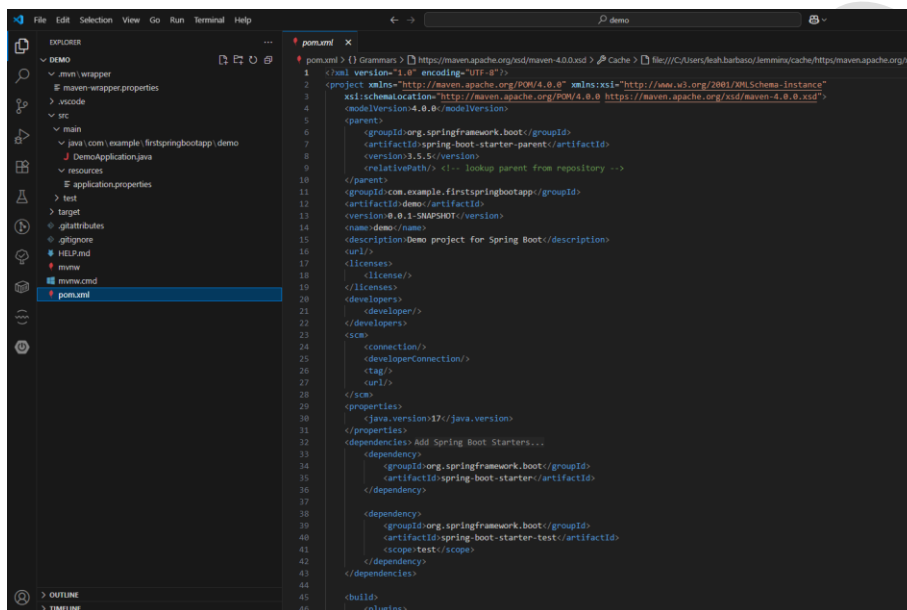 File Edit Selection View Go Run Terminal Help
demo
EXPLORER
DEMO
.mvn \ wrapper
maven-wrapper.properties
.vscode
src
main
java \ com \ example \ firstspringbootapp \ demo
DemoApplication.java
resources
application.properties
test
target
.gitattributes
.gitignore
HELP.md
mvnw
mvnw.cmd
pom.xml
OUTLINE
TIMELINE
pom.xml
pom.xml > {} Grammars > https://maven.apache.org/xsd/maven-4.0.0.xsd > Cache > file:///C:/Users/leah.barbaso/.lemminx/cache/https/maven.apache.org/
1 <?xml version="1.0" encoding="UTF-8"?>
2 <project xmlns="http://maven.apache.org/POM/4.0.0" xmlns:xsi="http://www.w3.org/2001/XMLSchema-instance"
3 xsi:schemaLocation="http://maven.apache.org/POM/4.0.0 https://maven.apache.org/xsd/maven-4.0.0.xsd">
4 <modelVersion>4.0.0</modelVersion>
5 <parent>
6 <groupId>org.springframework.boot</groupId>
7 <artifactId>spring-boot-starter-parent</artifactId>
8 <version>3.5.5</version>
9 <relativePath/> <!-- lookup parent from repository -->
10 </parent>
11 <groupId>com.example.firstspringbootapp</groupId>
12 <artifactId>demo</artifactId>
13 <version>0.0.1-SNAPSHOT</version>
14 <name>demo</name>
15 <description>Demo project for Spring Boot</description>
16 <url/>
17 <licenses>
18 <license/>
19 </licenses>
20 <developers>
21 <developer/>
22 </developers>
23 <scm>
24 <connection/>
25 <developerConnection/>
26 <tag/>
27 <url/>
28 </scm>
29 <properties>
30 <java.version>17</java.version>
31 </properties>
32 <dependencies> Add Spring Boot Starters...
33 <dependency>
34 <groupId>org.springframework.boot</groupId>
35 <artifactId>spring-boot-starter</artifactId>
36 </dependency>
37
38 <dependency>
39 <groupId>org.springframework.boot</groupId>
40 <artifactId>spring-boot-starter-test</artifactId>
41 <scope>test</scope>
42 </dependency>
43 </dependencies>
44
45 <build>
46 <plugins>